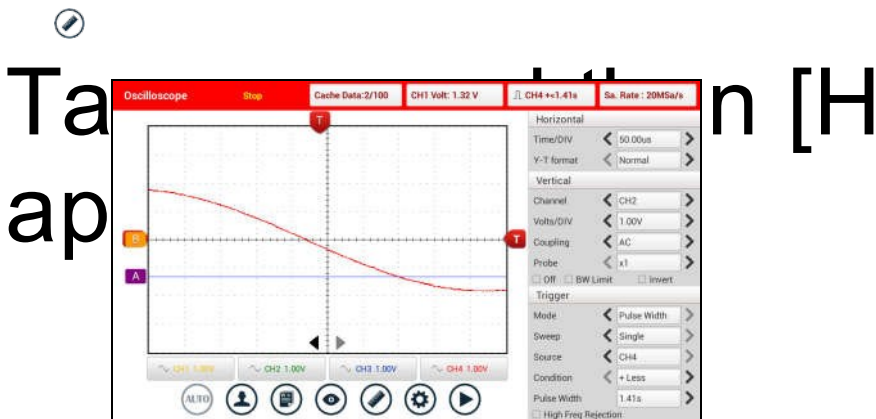 Ta n [H
ap
Oscilloscope Stop Cache Data:2/100 CH1 Volt: 1.32 V CH4 +<1.41s Sa. Rate : 20MSa/s
T
Horizontal
Time/DIV 50.00us
Y-T format Normal
Vertical
Channel CH2
Volts/DIV 1.00V
B T
Coupling AC
Probe x1
A
Off BW Limit Invert
Trigger
Mode Pulse Width
Sweep Single
Source CH4
CH1 1.00V CH2 1.00V CH3 1.00V CH4 1.00V
Condition + Less
AUTO
Pulse Width 1.41s
High Freq Rejection